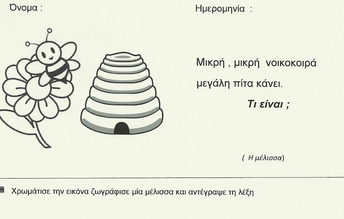 Όνομα :
Ημερομηνία :
Μικρή , μικρή νοικοκοιρά
μεγάλη πίτα κάνει.
Τι είναι ;
( Η μέλισσα)
Χρωμάτισε την εικόνα ζωγράφισε μία μέλισσα και αντέγραψε τη λέξη